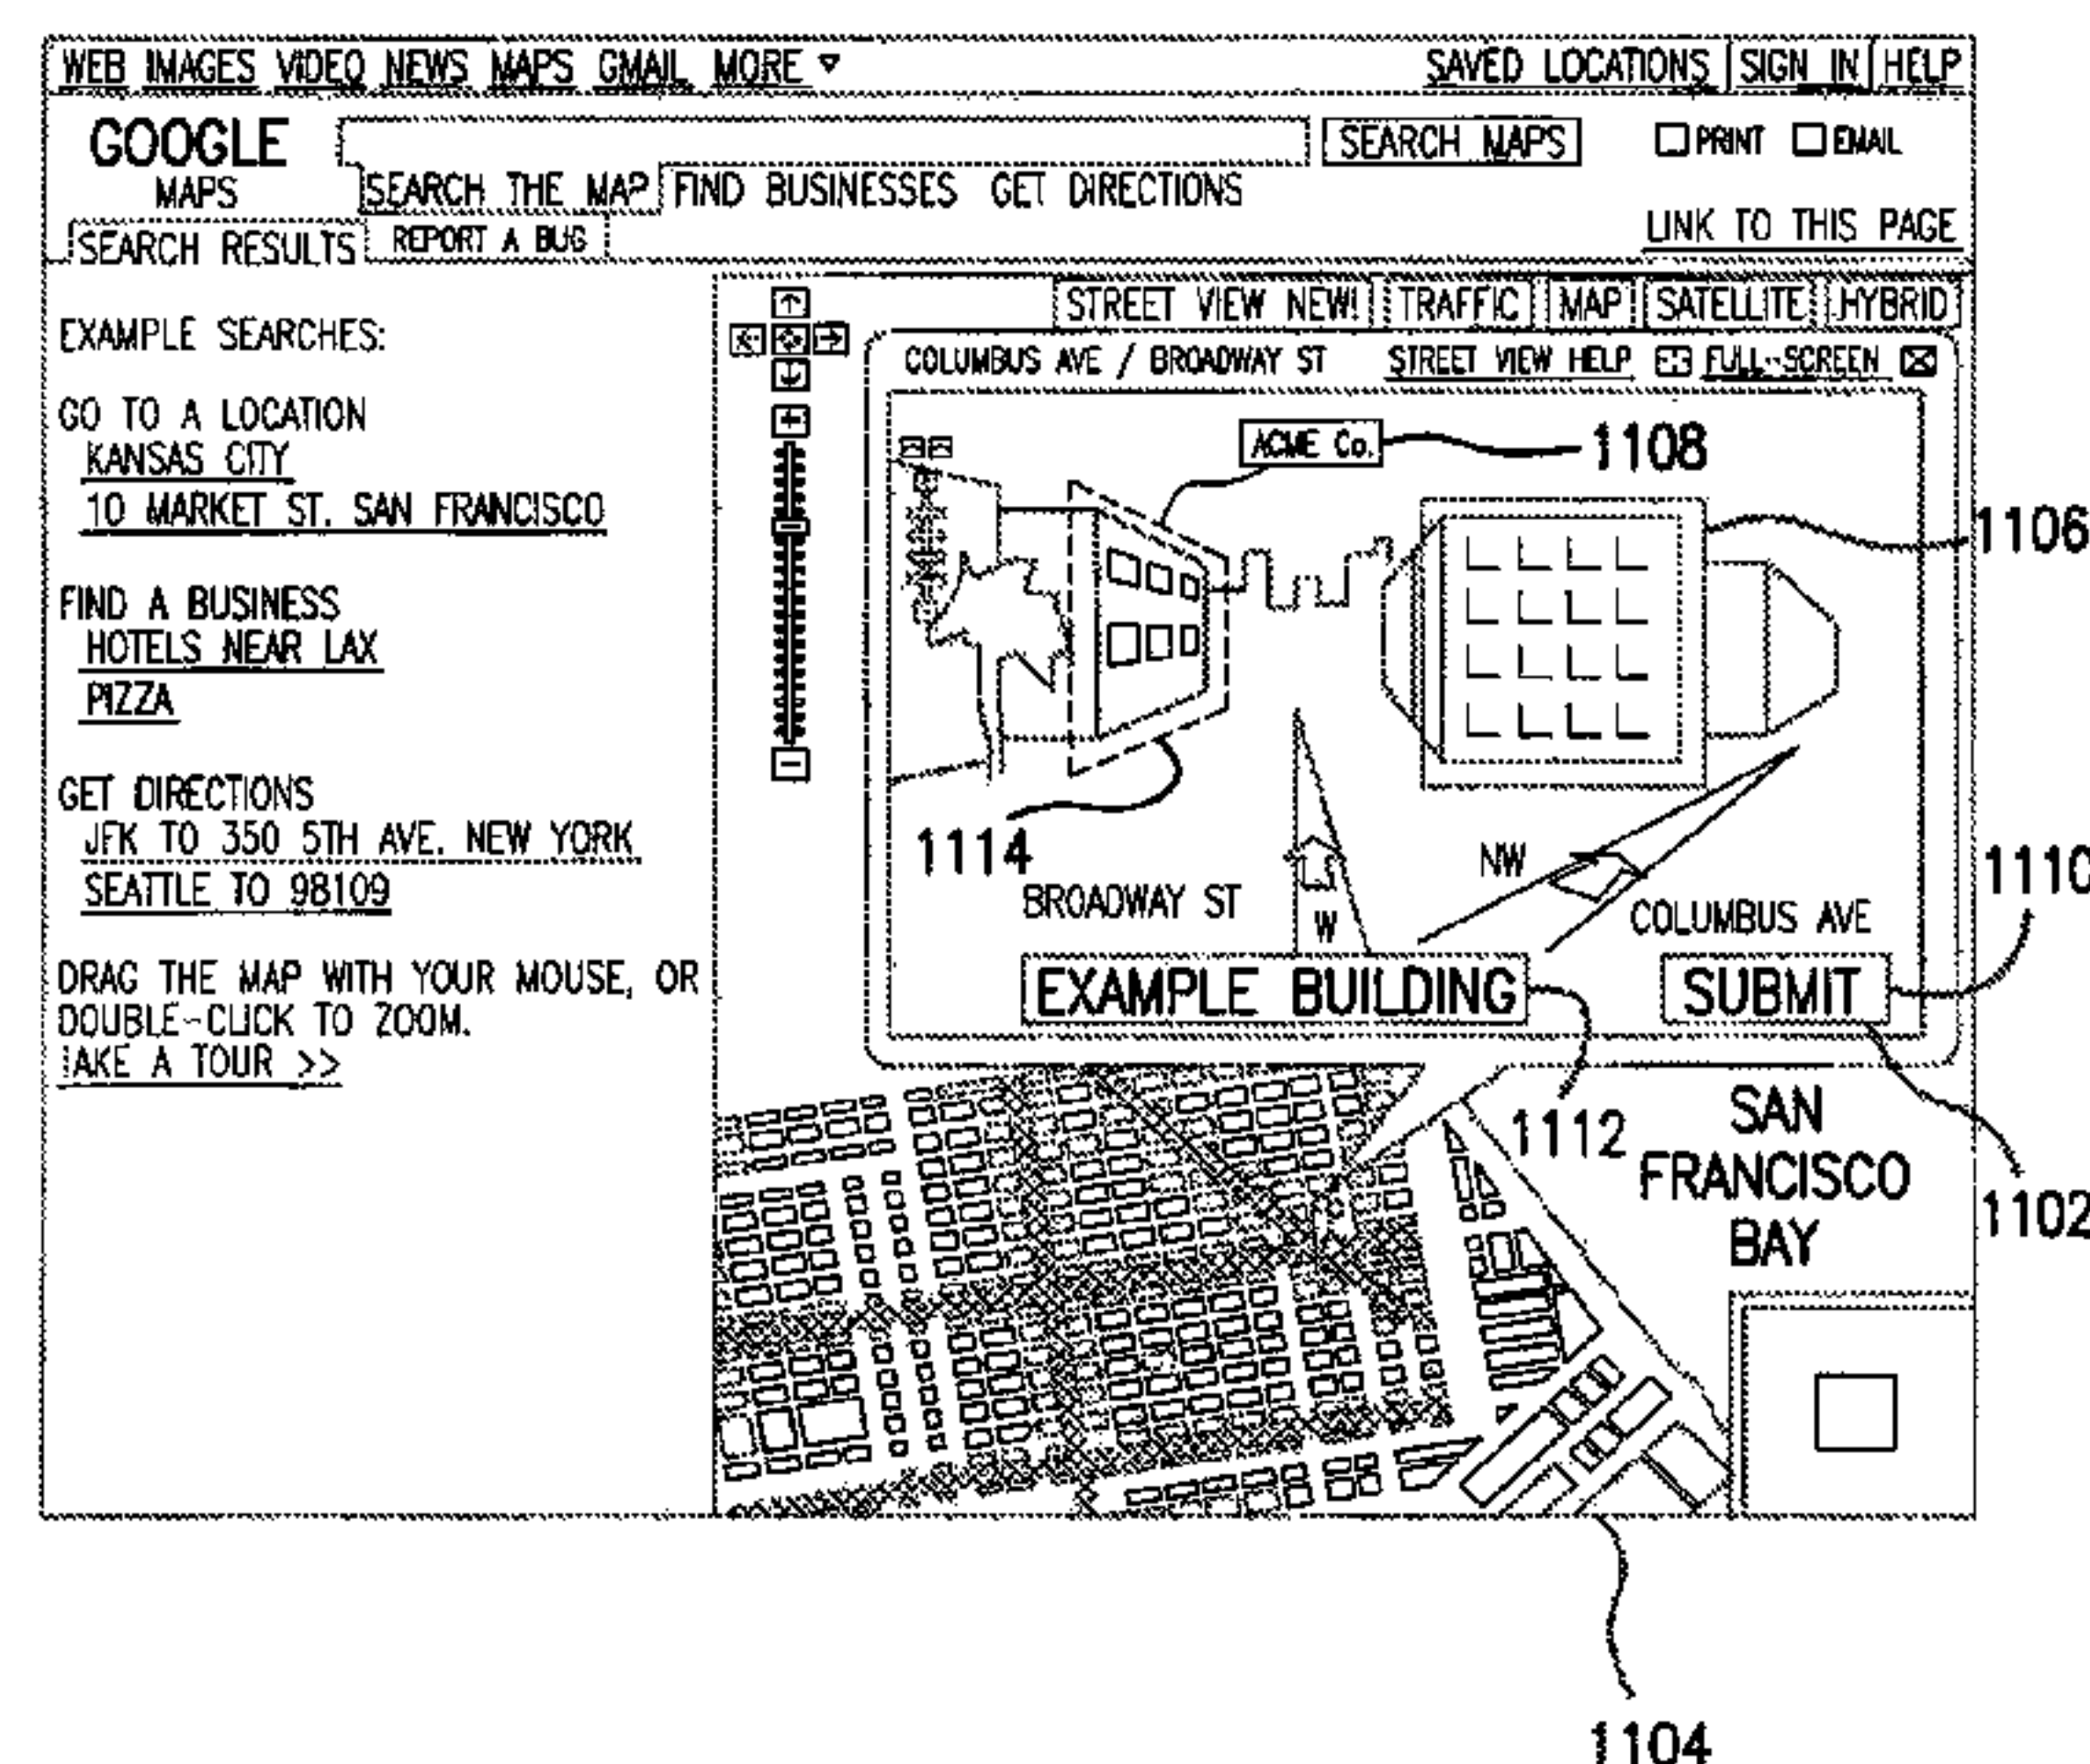 WEB IMAGES VIDEO NEWS MAPS GMAIL MORE SAVED LOCATIONS SIGN IN HELP
GOOGLE
MAPS
SEARCH MAPS PRINT EMAIL
SEARCH THE MAP FIND BUSINESSES GET DIRECTIONS
LINK TO THIS PAGE
SEARCH RESULTS REPORT A BUG
EXAMPLE SEARCHES:
GO TO A LOCATION
KANSAS CITY
10 MARKET ST. SAN FRANCISCO
FIND A BUSINESS
HOTELS NEAR LAX
PIZZA
GET DIRECTIONS
JFK TO 350 5TH AVE. NEW YORK
SEATTLE TO 98109
DRAG THE MAP WITH YOUR MOUSE, OR
DOUBLE-CLICK TO ZOOM.
TAKE A TOUR >>
STREET VIEW NEW! TRAFFIC MAP SATELLITE HYBRID
COLUMBUS AVE / BROADWAY ST STREET VIEW HELP FULL-SCREEN
ACME Co. 1108
1106
1114
NW
1110
BROADWAY ST W COLUMBUS AVE
EXAMPLE BUILDING SUBMIT
1112
SAN
FRANCISCO
BAY
1102
1104